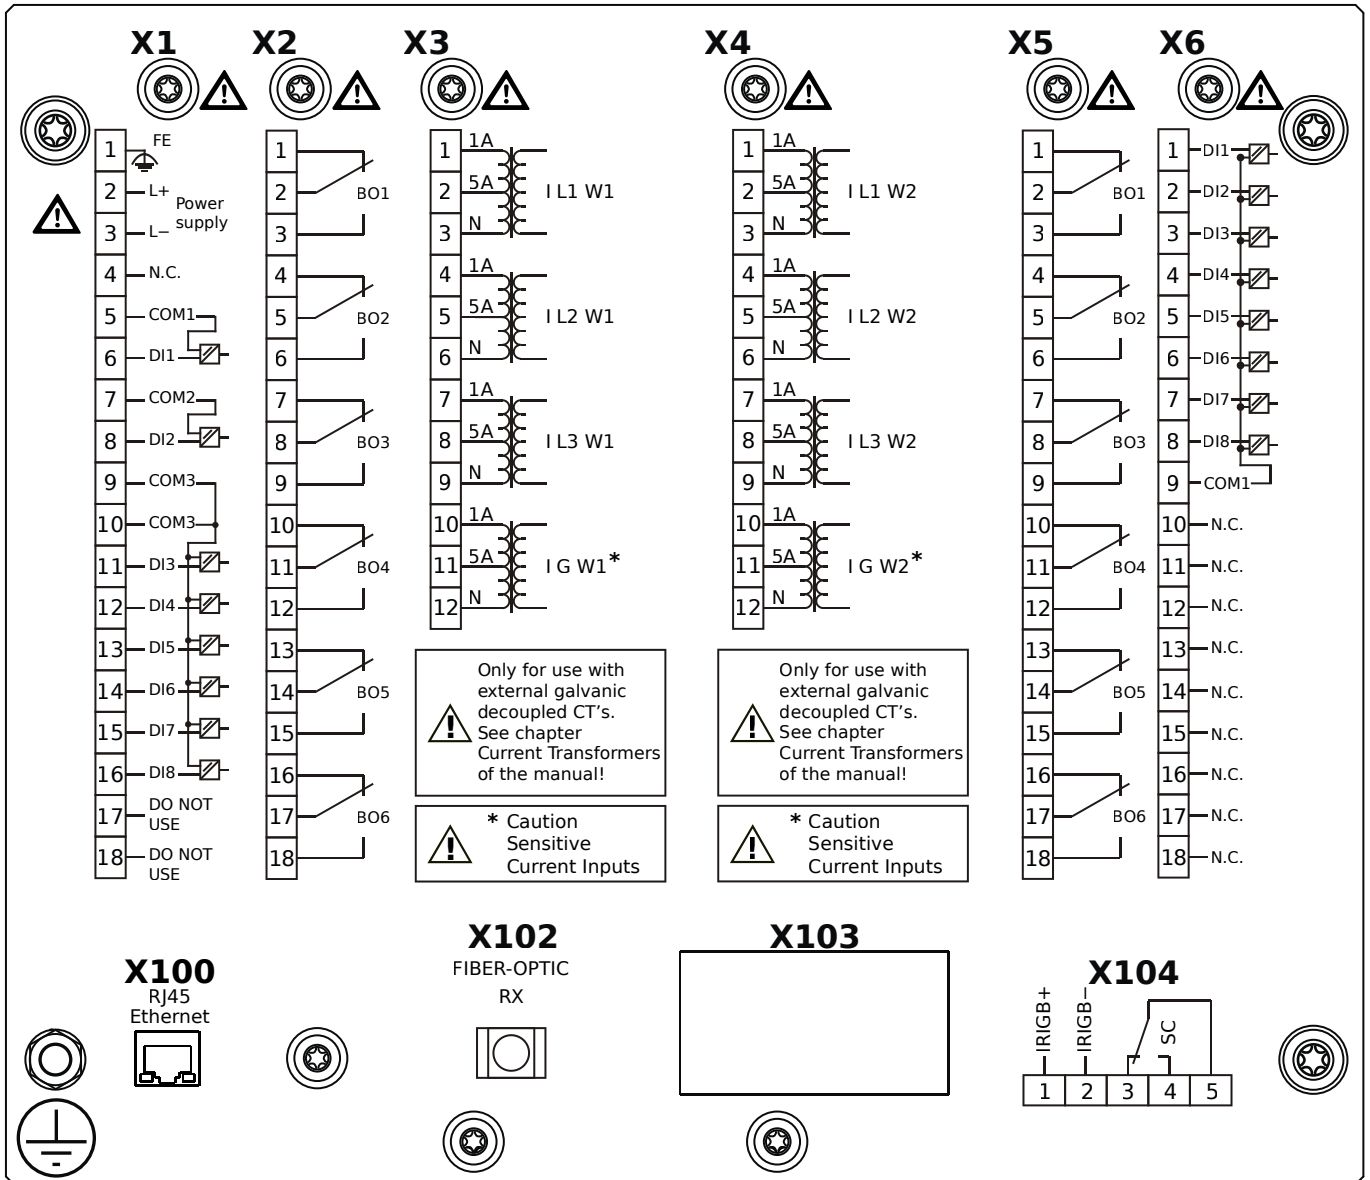 X1
X2
X3
X4
X5
X6
1 FE
2 L+
Power
supply
3 L−
4 N.C.
5 COM1
6 DI1
7 COM2
8 DI2
9 COM3
10 COM3
11 DI3
12 DI4
13 DI5
14 DI6
15 DI7
16 DI8
17 DO NOT
USE
18 DO NOT
USE
1
2 BO1
3
4
5 BO2
6
7
8 BO3
9
10
11 BO4
12
13
14 BO5
15
16
17 BO6
18
1 1A
2 5A I L1 W1
3 N
4 1A
5 5A I L2 W1
6 N
7 1A
8 5A I L3 W1
9 N
10 1A
11 5A I G W1*
12 N
Only for use with
external galvanic
decoupled CT's.
See chapter
Current Transformers
of the manual!
* Caution
Sensitive
Current Inputs
1 1A
2 5A I L1 W2
3 N
4 1A
5 5A I L2 W2
6 N
7 1A
8 5A I L3 W2
9 N
10 1A
11 5A I G W2*
12 N
Only for use with
external galvanic
decoupled CT's.
See chapter
Current Transformers
of the manual!
* Caution
Sensitive
Current Inputs
1
2 BO1
3
4
5 BO2
6
7
8 BO3
9
10
11 BO4
12
13
14 BO5
15
16
17 BO6
18
1 DI1
2 DI2
3 DI3
4 DI4
5 DI5
6 DI6
7 DI7
8 DI8
9 COM1
10 N.C.
11 N.C.
12 N.C.
13 N.C.
14 N.C.
15 N.C.
16 N.C.
17 N.C.
18 N.C.
X100
RJ45
Ethernet
X102
FIBER-OPTIC
RX
X103
X104
IRIGB+
IRIGB−
SC
1 2 3 4 5